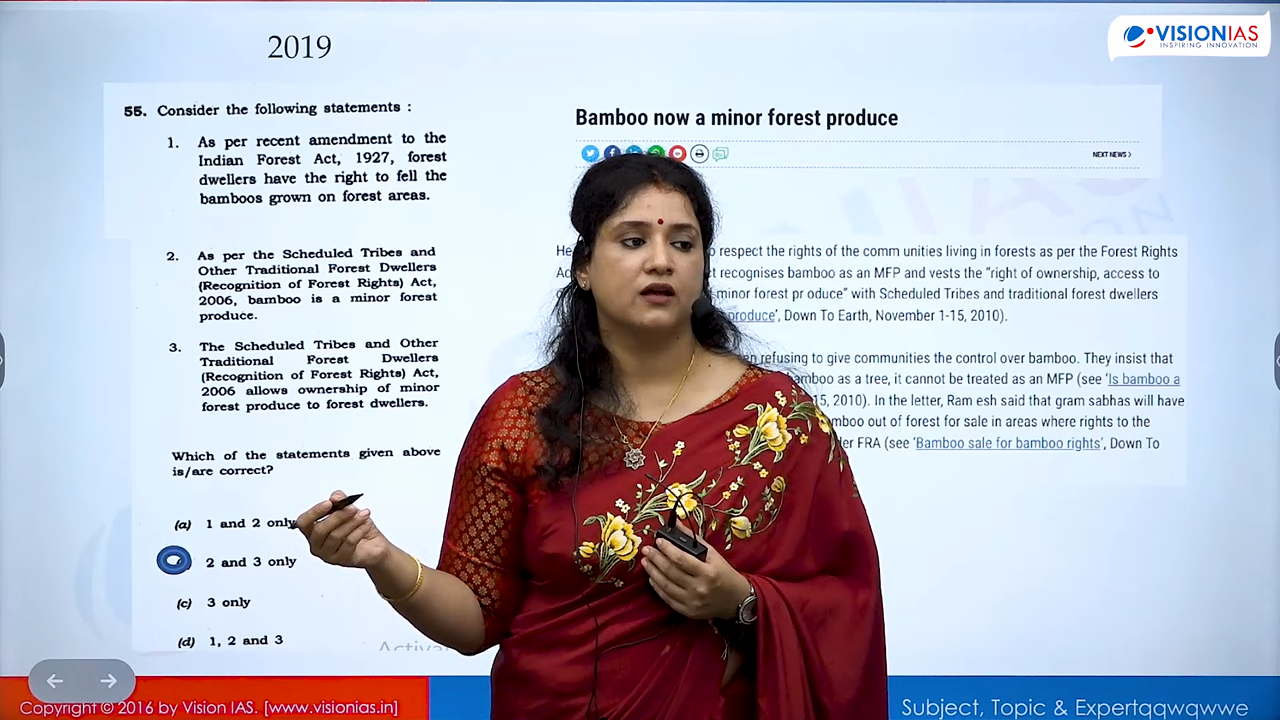 2019
VISIONIAS
INSPIRING INNOVATION
55. Consider the following statements :
1. As per recent amendment to the
Indian Forest Act, 1927, forest
dwellers have the right to fell the
bamboos grown on forest areas.
2. As per the Scheduled Tribes and
Other Traditional Forest Dwellers
(Recognition of Forest Rights) Act,
2006, bamboo is a minor forest
produce.
3. The Scheduled Tribes and Other
Traditional Forest Dwellers
(Recognition of Forest Rights) Act,
2006 allows ownership of minor
forest produce to forest dwellers.
Which of the statements given above
is/are correct?
(a) 1 and 2 only
2 and 3 only
(c) 3 only
(d) 1, 2 and 3
Bamboo now a minor forest produce
NEXT NEWS >
respect the rights of the comm unities living in forests as per the Forest Rights
recognises bamboo as an MFP and vests the "right of ownership, access to
minor forest pr oduce" with Scheduled Tribes and traditional forest dwellers
produce', Down To Earth, November 1-15, 2010).
refusing to give communities the control over bamboo. They insist that
amboo as a tree, it cannot be treated as an MFP (see 'Is bamboo a
15, 2010). In the letter, Ram esh said that gram sabhas will have
mboo out of forest for sale in areas where rights to the
FRA (see 'Bamboo sale for bamboo rights', Down To
Copyright © 2016 by Vision IAS. [www.visionias.in]
Subject, Topic & Expertqqwqwwe